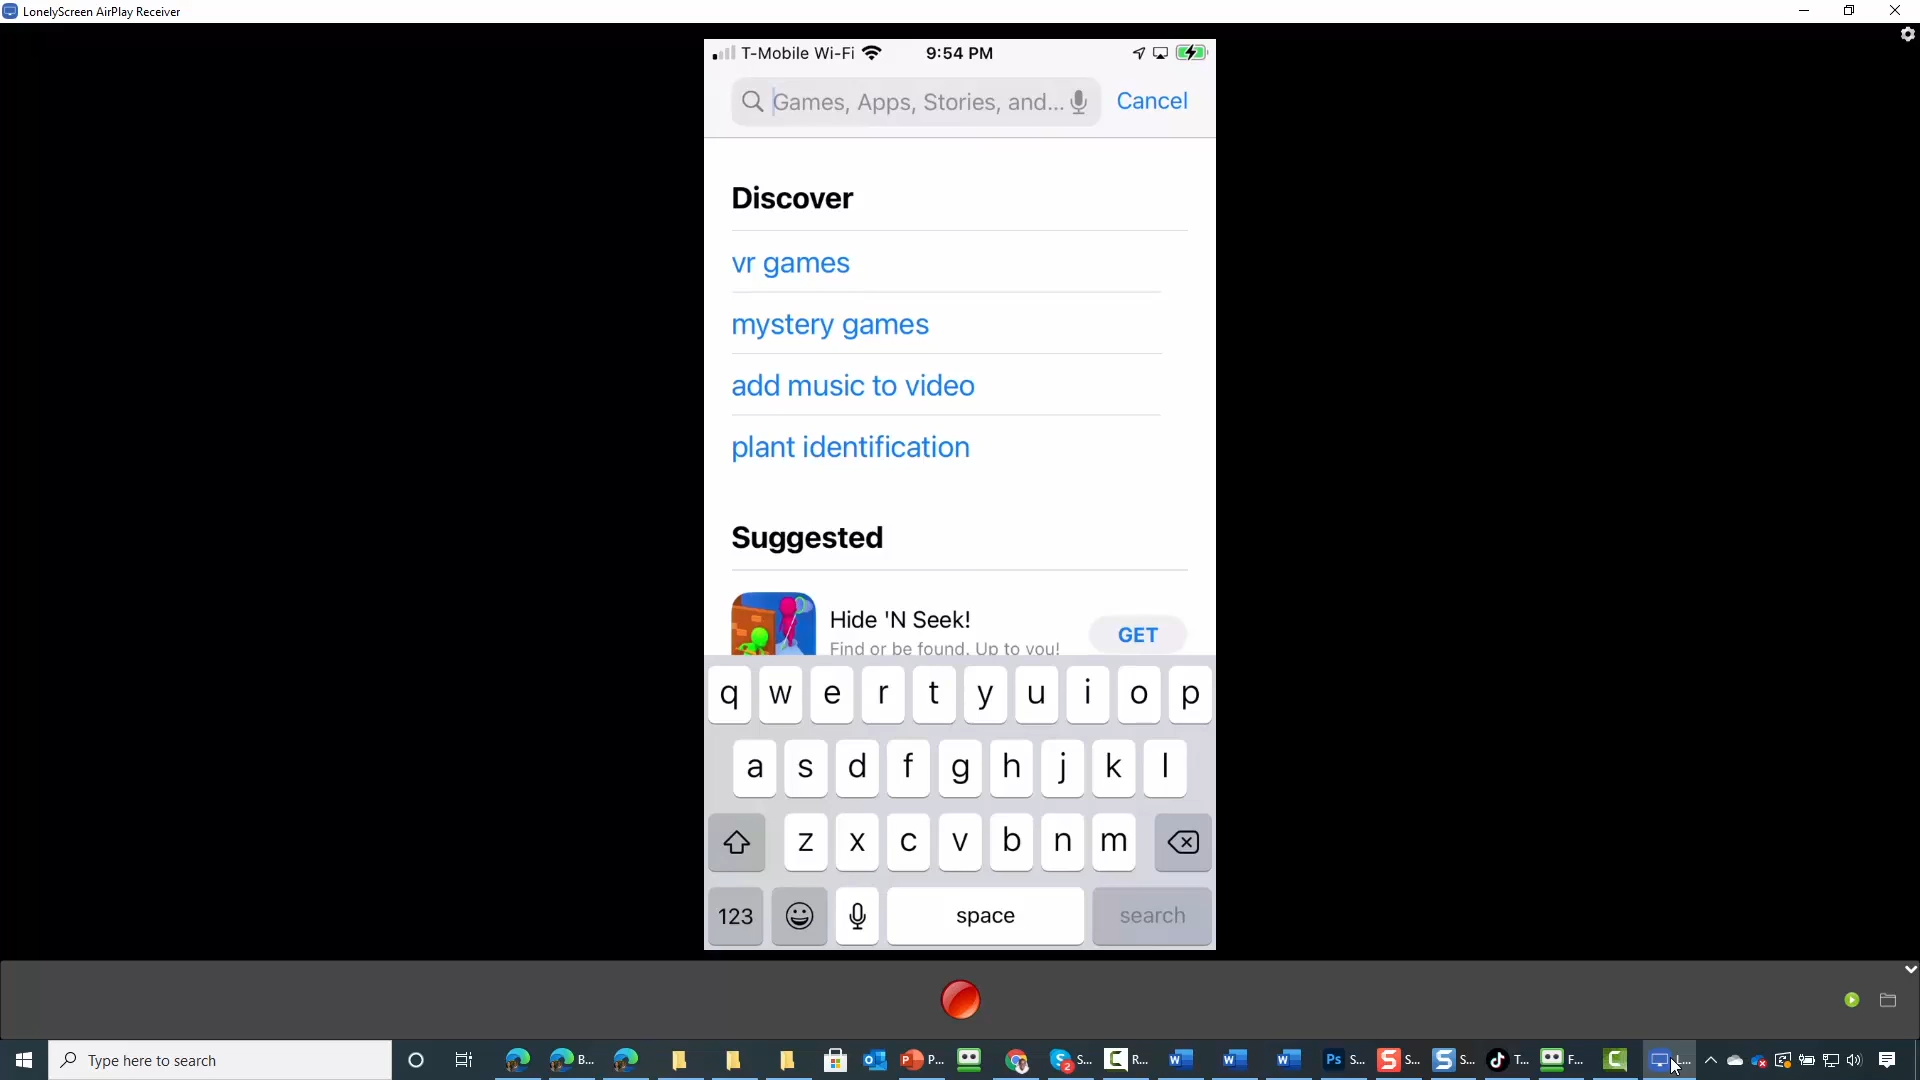 LonelyScreen AirPlay Receiver
T-Mobile Wi-Fi 9:54 PM
Games, Apps, Stories, and... Cancel
Discover
vr games
mystery games
add music to video
plant identification
Suggested
Hide 'N Seek!
Find or be found. Up to you!
GET
q w e r t y u i o p
a s d f g h j k l
z x c v b n m
123 space search
Type here to search B... P... S... 2 R... Ps S... S S... S S... T... F... L...